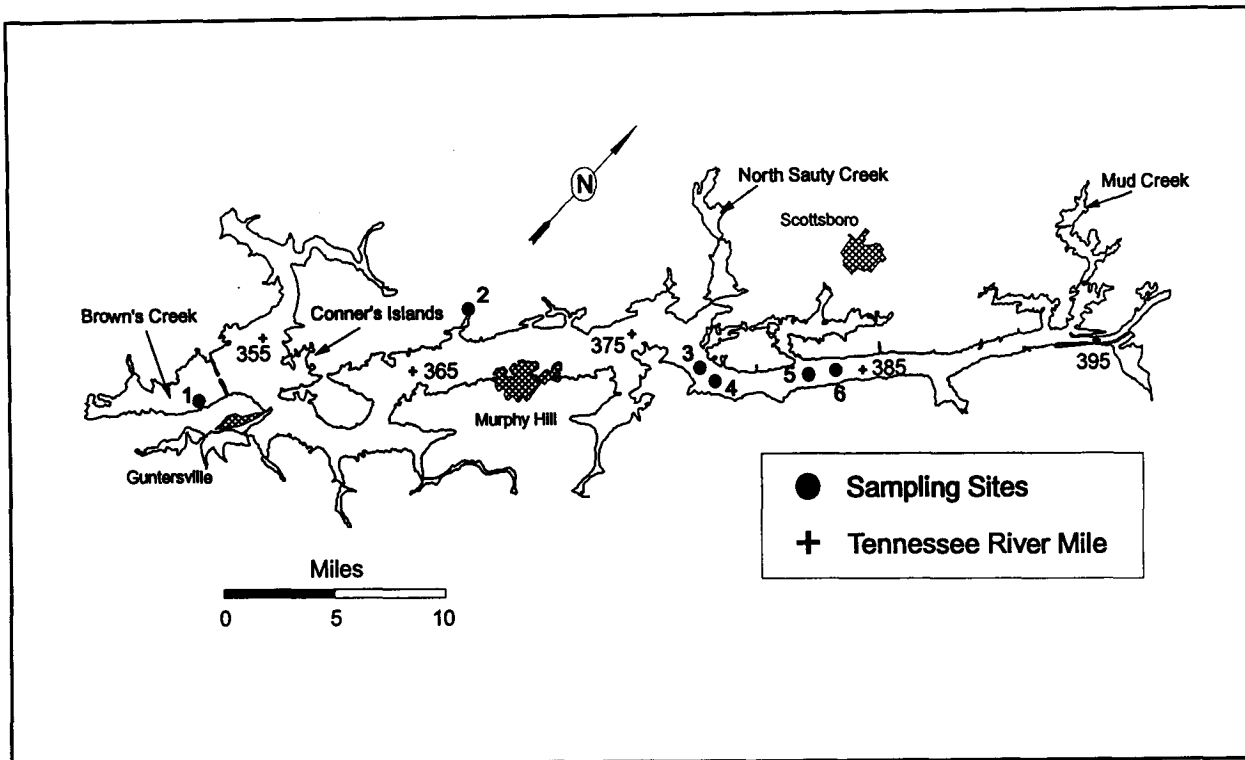 N
North Sauty Creek
Mud Creek
Scottsboro
2
Conner's Islands
Brown's Creek
355
375
3
365
395
385
1
4
5
6
Murphy Hill
Guntersville
Sampling Sites
Tennessee River Mile
Miles
0 5 10